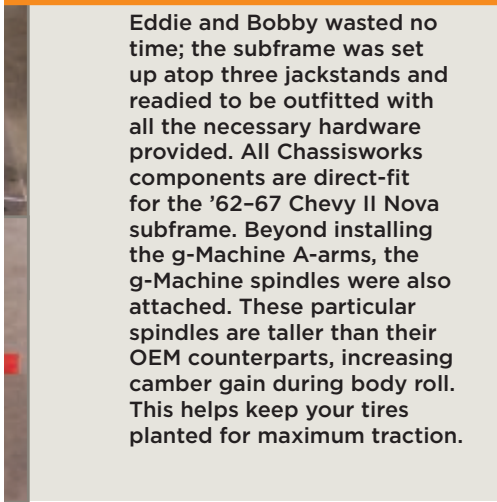 Eddie and Bobby wasted no
time; the subframe was set
up atop three jackstands and
readied to be outfitted with
all the necessary hardware
provided. All Chassisworks
components are direct-fit
for the ’62–67 Chevy II Nova
subframe. Beyond installing
the g-Machine A-arms, the
g-Machine spindles were also
attached. These particular
spindles are taller than their
OEM counterparts, increasing
camber gain during body roll.
This helps keep your tires
planted for maximum traction.